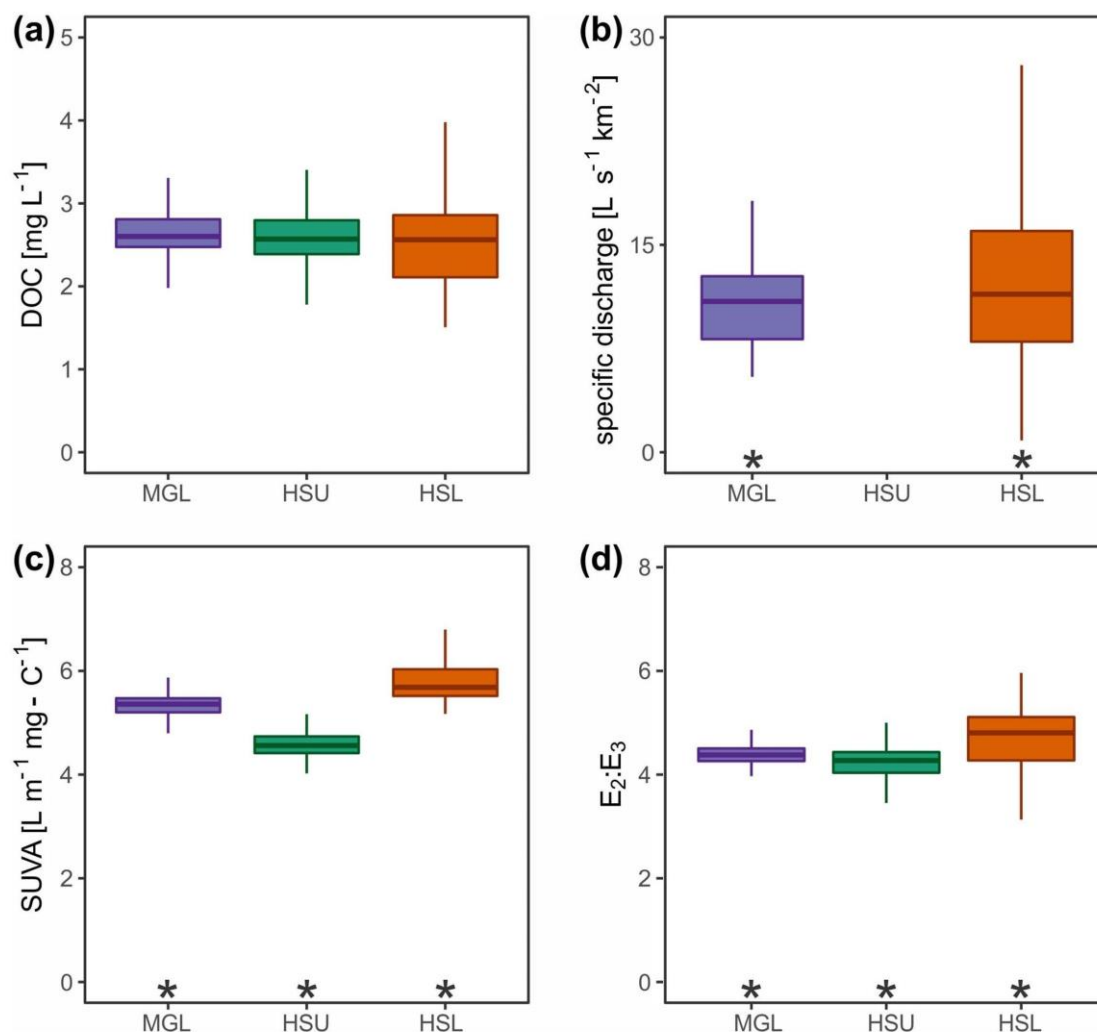 (a)
5
4
3
2
1
0
DOC [mg L⁻¹]
MGL HSU HSL
(b)
30
15
0
specific discharge [L s⁻¹ km⁻²]
* *
MGL HSU HSL
(c)
8
6
4
2
0
SUVA [L m⁻¹ mg - C⁻¹]
* * *
MGL HSU HSL
(d)
8
6
4
2
0
E₂:E₃
* * *
MGL HSU HSL